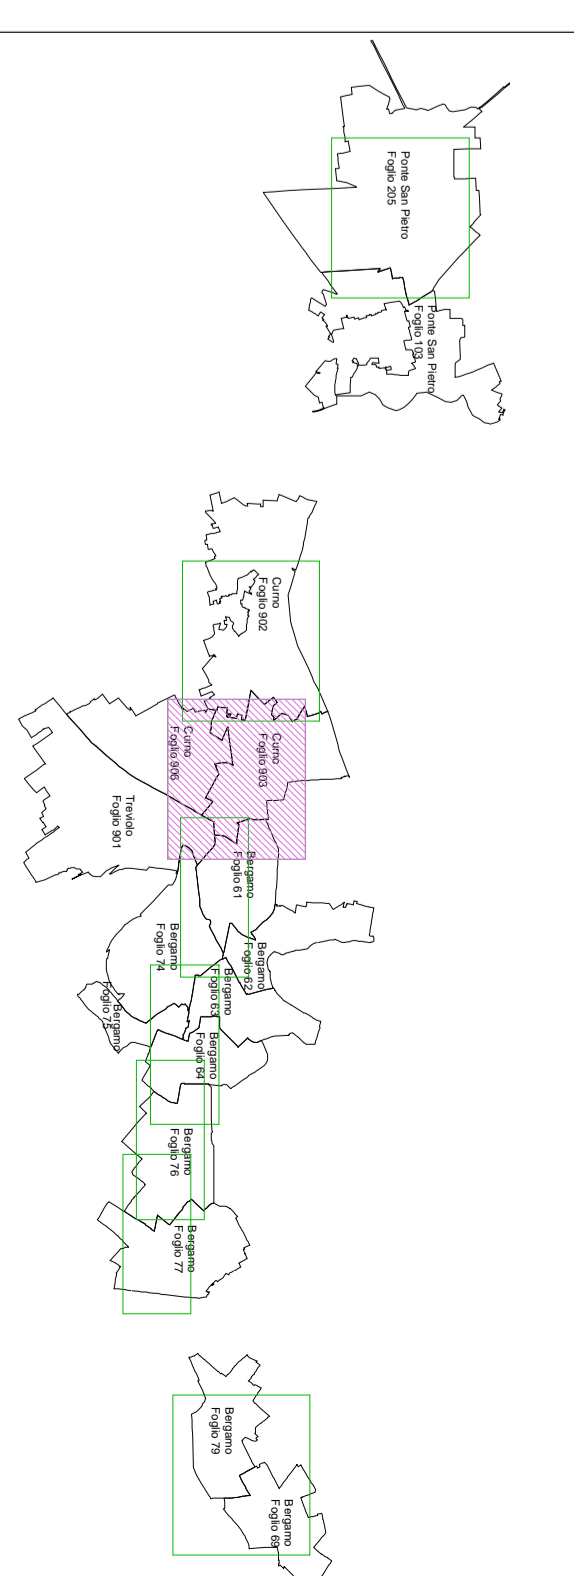 Ponte San Pietro
Foglio 205
Ponte San Pietro
Foglio 103
Curno
Foglio 902
Curno
Foglio 903
Curno
Foglio 906
Treviolo
Foglio 901
Bergamo
Foglio 61
Bergamo
Foglio 62
Bergamo
Foglio 74
Bergamo
Foglio 63
Bergamo
Foglio 75
Bergamo
Foglio 64
Bergamo
Foglio 76
Bergamo
Foglio 77
Bergamo
Foglio 79
Bergamo
Foglio 69